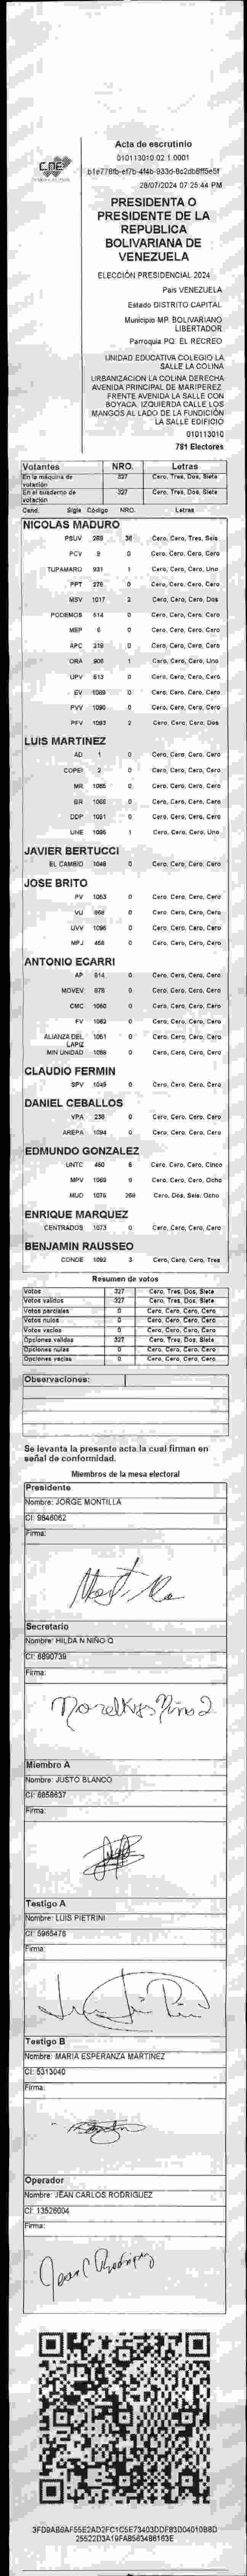 CNE
Acta de escrutinio
010113010.02.1.0001
b1e776fb-ef7b-4f4b-933d-8c2db8ff5e5f
28/07/2024 07:25:44 PM
PRESIDENTA O
PRESIDENTE DE LA
REPUBLICA
BOLIVARIANA DE
VENEZUELA
ELECCIÓN PRESIDENCIAL 2024
País VENEZUELA
Estado DISTRITO CAPITAL
Municipio MP. BOLIVARIANO
LIBERTADOR
Parroquia PQ. EL RECREO
UNIDAD EDUCATIVA COLEGIO LA
SALLE LA COLINA
URBANIZACION LA COLINA DERECHA
AVENIDA PRINCIPAL DE MARIPEREZ.
FRENTE AVENIDA LA SALLE CON
BOYACA. IZQUIERDA CALLE LOS
MANGOS AL LADO DE LA FUNDICIÓN
LA SALLE EDIFICIO
010113010
781 Electores
Votantes NRO. Letras
En la máquina de votación 327 Cero, Tres, Dos, Siete
En el cuaderno de votación 327 Cero, Tres, Dos, Siete
Cand. Sigla Código NRO. Letras
NICOLAS MADURO
PSUV 289 36 Cero, Cero, Tres, Seis
PCV 9 0 Cero, Cero, Cero, Cero
TUPAMARO 931 1 Cero, Cero, Cero, Uno
PPT 276 0 Cero, Cero, Cero, Cero
MSV 1017 2 Cero, Cero, Cero, Dos
PODEMOS 514 0 Cero, Cero, Cero, Cero
MEP 6 0 Cero, Cero, Cero, Cero
APC 219 0 Cero, Cero, Cero, Cero
ORA 906 1 Cero, Cero, Cero, Uno
UPV 613 0 Cero, Cero, Cero, Cero
EV 1089 0 Cero, Cero, Cero, Cero
PVV 1090 0 Cero, Cero, Cero, Cero
PFV 1093 2 Cero, Cero, Cero, Dos
LUIS MARTINEZ
AD 1 0 Cero, Cero, Cero, Cero
COPEI 2 0 Cero, Cero, Cero, Cero
MR 1065 0 Cero, Cero, Cero, Cero
BR 1066 0 Cero, Cero, Cero, Cero
DDP 1091 0 Cero, Cero, Cero, Cero
UNE 1095 1 Cero, Cero, Cero, Uno
JAVIER BERTUCCI
EL CAMBIO 1048 0 Cero, Cero, Cero, Cero
JOSE BRITO
PV 1053 0 Cero, Cero, Cero, Cero
VU 868 0 Cero, Cero, Cero, Cero
UVV 1096 0 Cero, Cero, Cero, Cero
MPJ 458 0 Cero, Cero, Cero, Cero
ANTONIO ECARRI
AP 914 0 Cero, Cero, Cero, Cero
MOVEV 878 0 Cero, Cero, Cero, Cero
CMC 1060 0 Cero, Cero, Cero, Cero
FV 1062 0 Cero, Cero, Cero, Cero
ALIANZA DEL LAPIZ 1051 0 Cero, Cero, Cero, Cero
MIN UNIDAD 1069 0 Cero, Cero, Cero, Cero
CLAUDIO FERMIN
SPV 1049 0 Cero, Cero, Cero, Cero
DANIEL CEBALLOS
VPA 238 0 Cero, Cero, Cero, Cero
AREPA 1094 0 Cero, Cero, Cero, Cero
EDMUNDO GONZALEZ
UNTC 460 5 Cero, Cero, Cero, Cinco
MPV 1069 8 Cero, Cero, Cero, Ocho
MUD 1075 268 Cero, Dos, Seis, Ocho
ENRIQUE MARQUEZ
CENTRADOS 1073 0 Cero, Cero, Cero, Cero
BENJAMIN RAUSSEO
CONDE 1092 3 Cero, Cero, Cero, Tres
Resumen de votos
Votos 327 Cero, Tres, Dos, Siete
Votos validos 327 Cero, Tres, Dos, Siete
Votos parciales 0 Cero, Cero, Cero, Cero
Votos nulos 0 Cero, Cero, Cero, Cero
Votos vacios 0 Cero, Cero, Cero, Cero
Opciones validas 327 Cero, Tres, Dos, Siete
Opciones nulas 0 Cero, Cero, Cero, Cero
Opciones vacias 0 Cero, Cero, Cero, Cero
Observaciones:
Se levanta la presente acta la cual firman en
señal de conformidad.
Miembros de la mesa electoral
Presidente
Nombre: JORGE MONTILLA
CI: 9846062
Firma:
Secretario
Nombre: HILDA N NIÑO Q
CI: 6890739
Firma:
Miembro A
Nombre: JUSTO BLANCO
CI: 6858637
Firma:
Testigo A
Nombre: LUIS PIETRINI
CI: 5965476
Firma:
Testigo B
Nombre: MARIA ESPERANZA MARTINEZ
CI: 5313040
Firma:
Operador
Nombre: JEAN CARLOS RODRIGUEZ
CI: 13526004
Firma:
Jean C Rodriguez
3FD9AB8AF55E2AD2FC1C5E73403DDF83D04010B8D
25522D3A19FA8563486163E